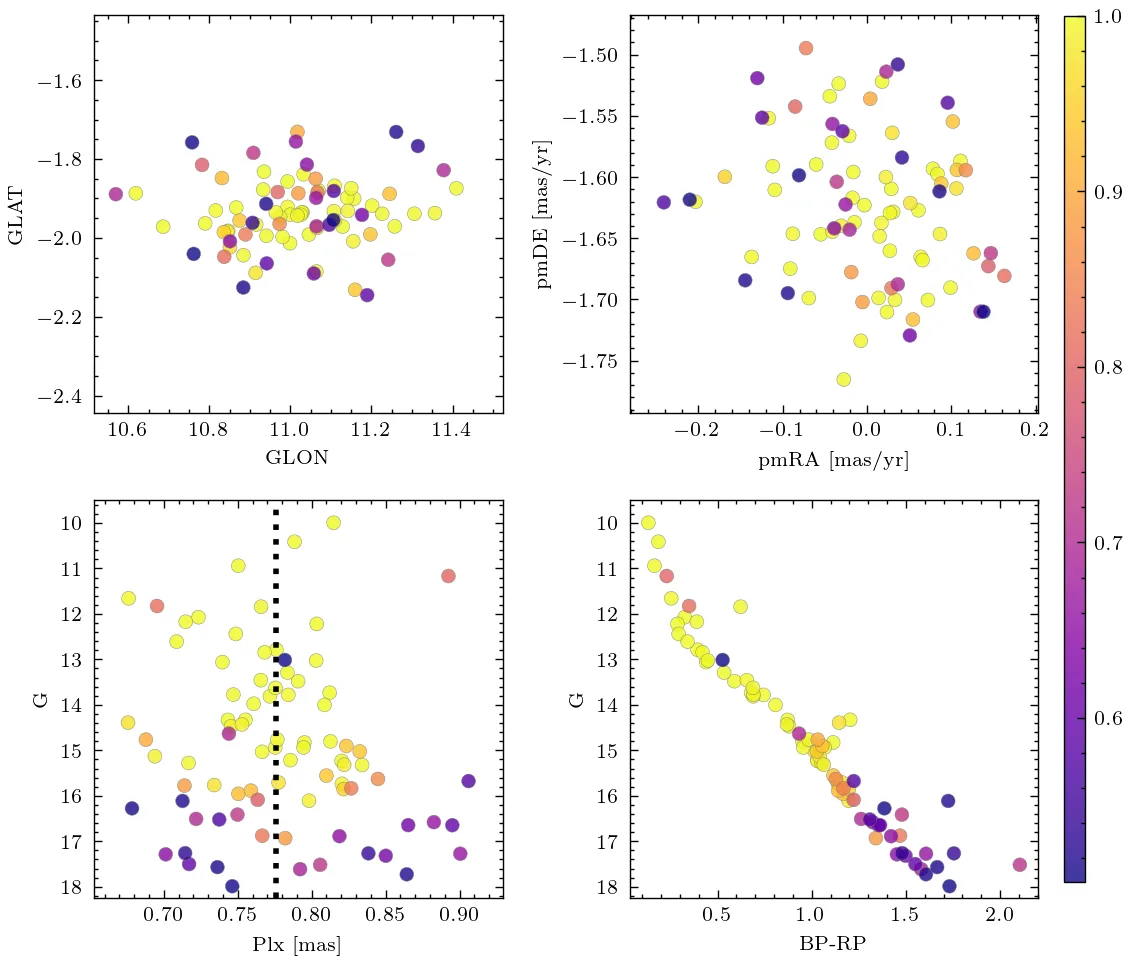 −1.6
−1.8
−2.0
−2.2
−2.4
GLAT
10.6 10.8 11.0 11.2 11.4
GLON
−1.50
−1.55
−1.60
−1.65
−1.70
−1.75
pmDE [mas/yr]
−0.2 −0.1 0.0 0.1 0.2
pmRA [mas/yr]
1.0
0.9
0.8
0.7
0.6
10
11
12
13
14
15
16
17
18
G
0.70 0.75 0.80 0.85 0.90
Plx [mas]
10
11
12
13
14
15
16
17
18
G
0.5 1.0 1.5 2.0
BP-RP